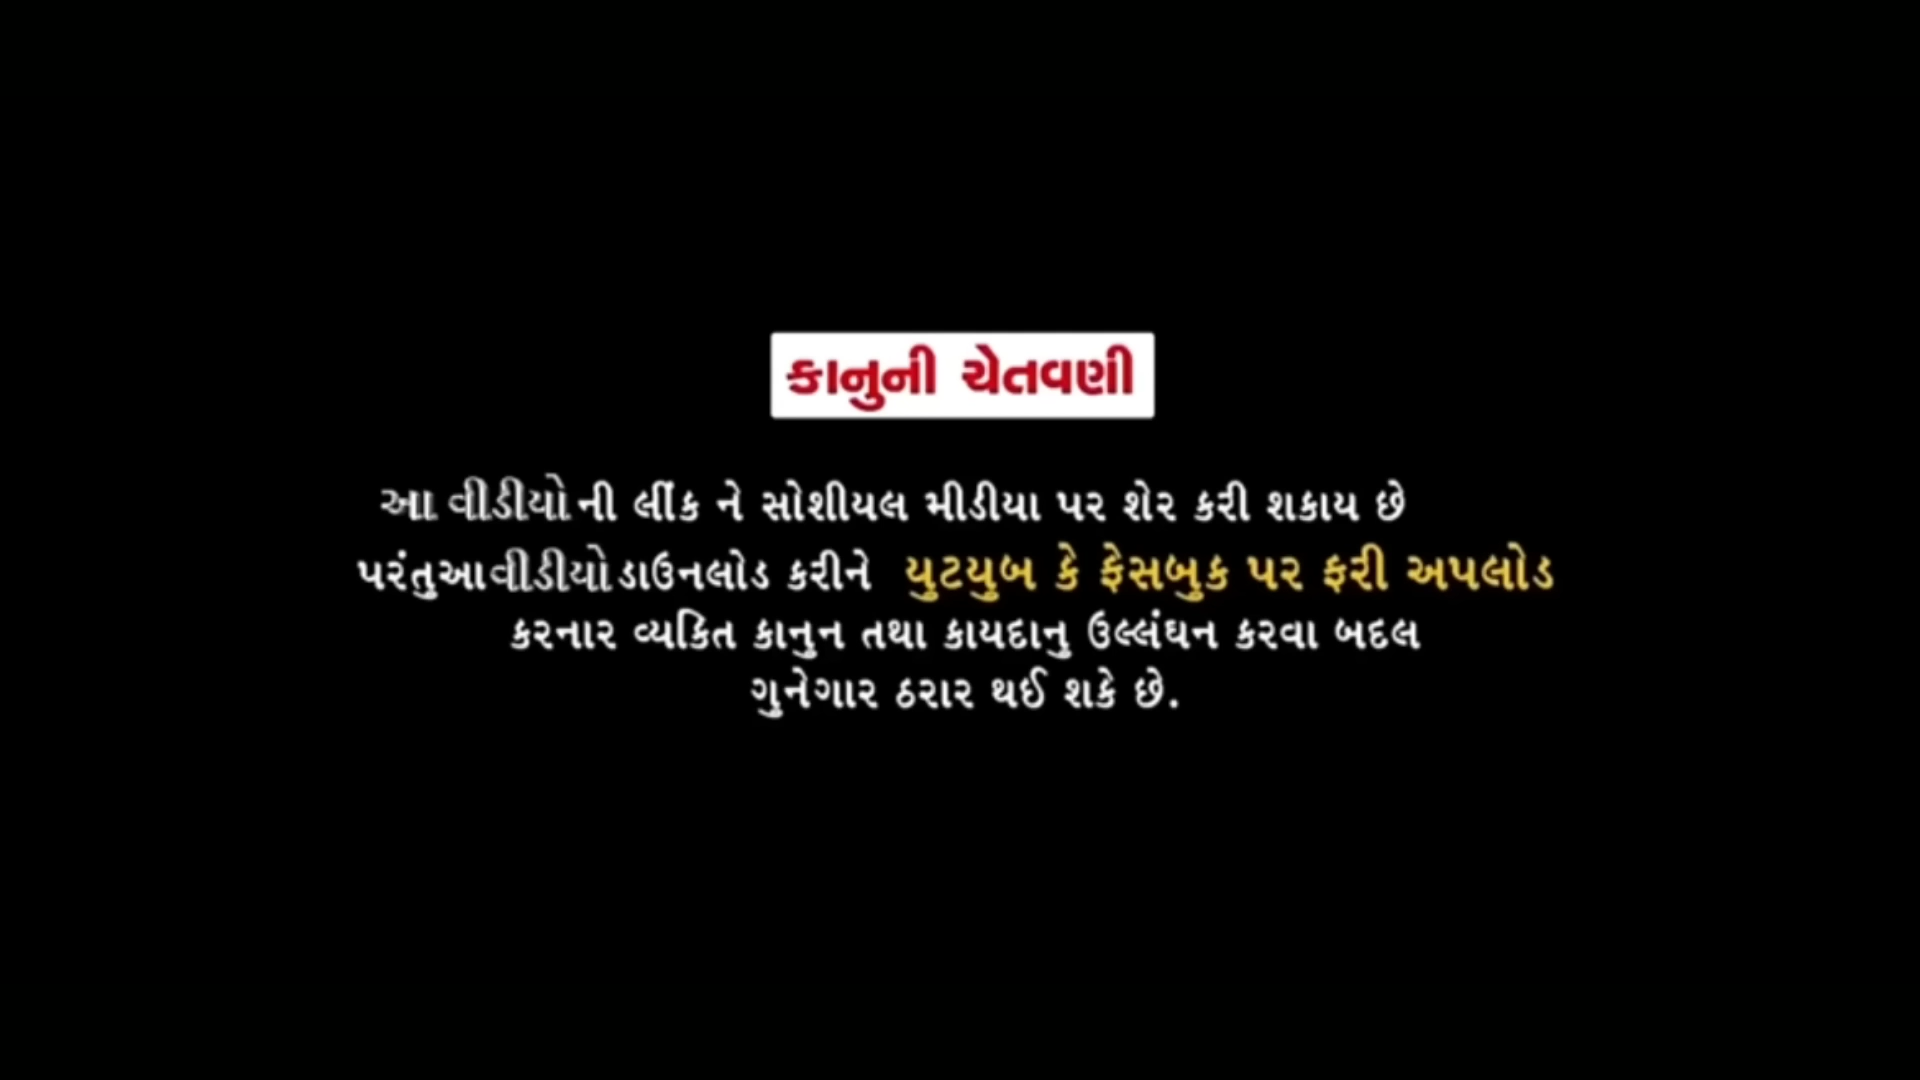 કાનુની ચેતવણી
આ વીડીયો ની લીંક ને સોશીયલ મીડીયા પર શેર કરી શકાય છે
પરંતુઆવીડીયો ડાઉનલોડ કરીને યુટયુબ કે ફેસબુક પર ફરી અપલોડ
કરનાર વ્યકિત કાનુન તથા કાયદાનુ ઉલ્લંઘન કરવા બદલ
ગુનેગાર ઠરાર થઈ શકે છે.